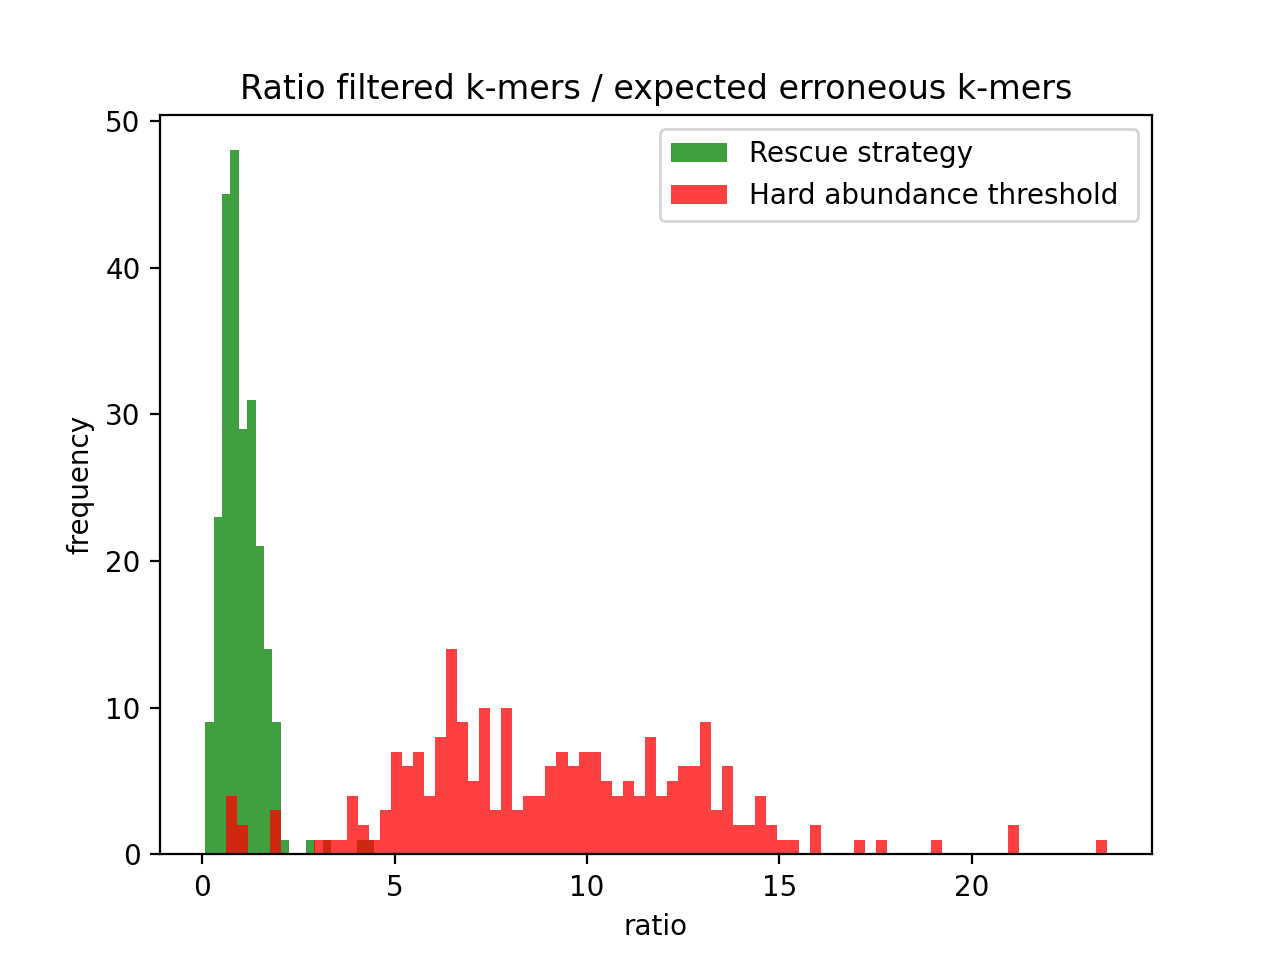 Ratio filtered k-mers / expected erroneous k-mers
Rescue strategy
Hard abundance threshold
50
40
30
20
10
0
frequency
0 5 10 15 20
ratio